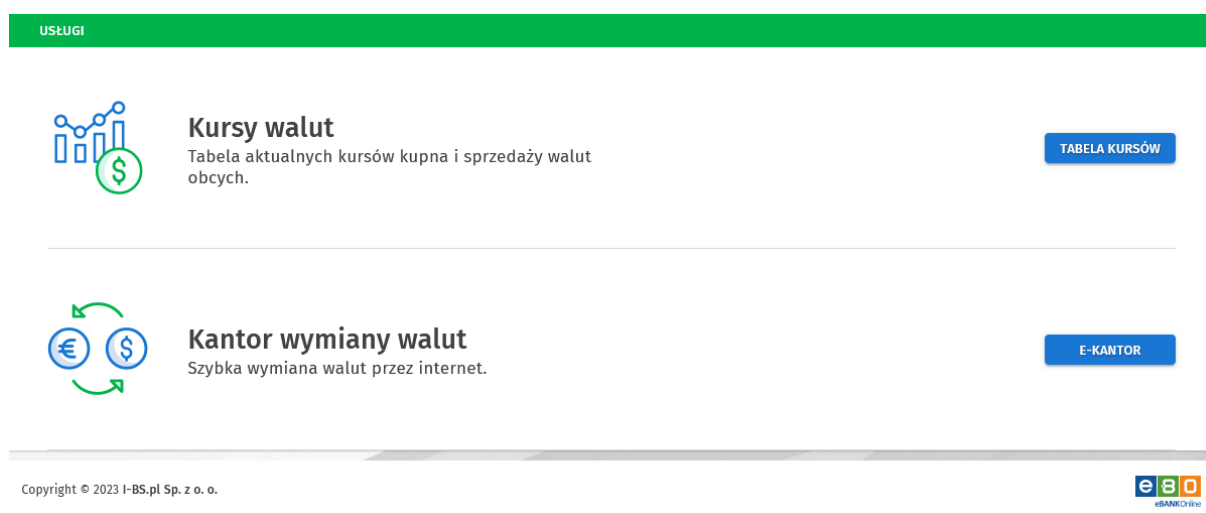 USŁUGI
Kursy walut
Tabela aktualnych kursów kupna i sprzedaży walut
obcych.
TABELA KURSÓW
Kantor wymiany walut
Szybka wymiana walut przez internet.
E-KANTOR
Copyright © 2023 I-BS.pl Sp. z o. o.
eBO
eBANKOnline